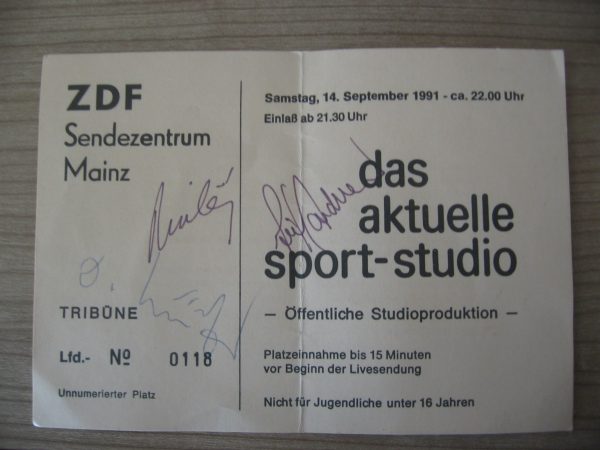 ZDF
Sendezentrum
Mainz
TRIBÜNE
Lfd.- Nº 0118
Unnumerierter Platz
Samstag, 14. September 1991 - ca. 22.00 Uhr
Einlaß ab 21.30 Uhr
das
aktuelle
sport-studio
— Öffentliche Studioproduktion —
Platzeinnahme bis 15 Minuten
vor Beginn der Livesendung
Nicht für Jugendliche unter 16 Jahren